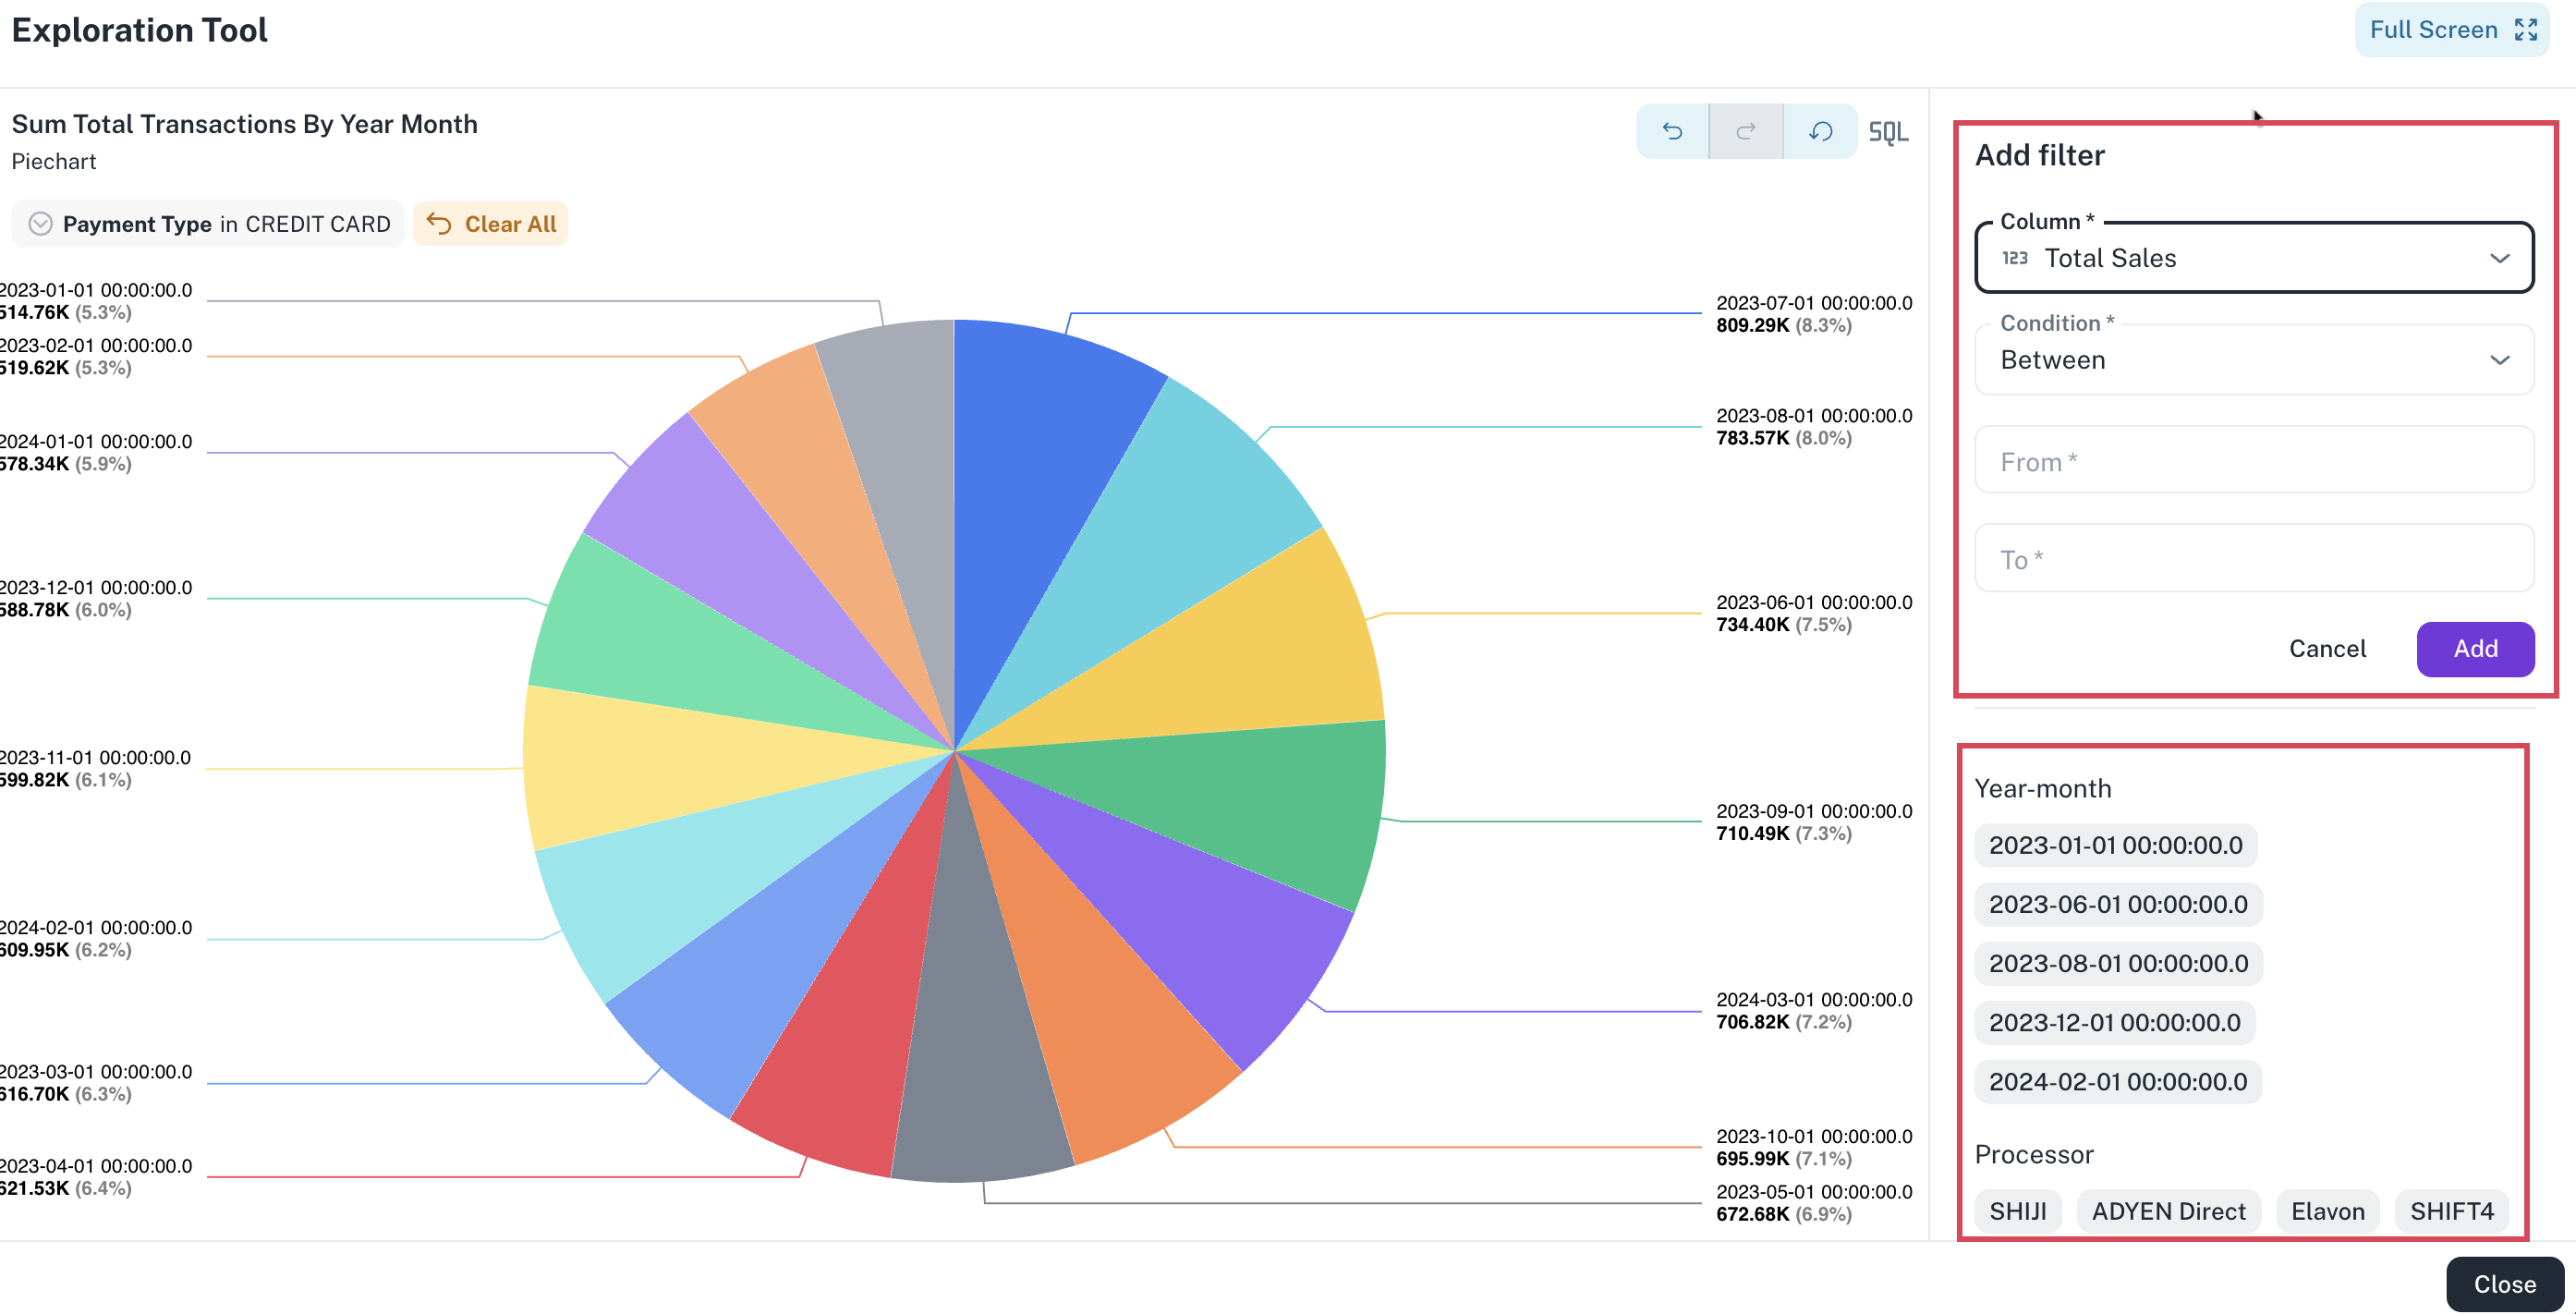 Exploration Tool
Full Screen
Sum Total Transactions By Year Month
Piechart
SQL
Payment Type in CREDIT CARD
Clear All
2023-01-01 00:00:00.0
514.76K (5.3%)
2023-02-01 00:00:00.0
519.62K (5.3%)
2024-01-01 00:00:00.0
578.34K (5.9%)
2023-12-01 00:00:00.0
588.78K (6.0%)
2023-11-01 00:00:00.0
599.82K (6.1%)
2024-02-01 00:00:00.0
609.95K (6.2%)
2023-03-01 00:00:00.0
616.70K (6.3%)
2023-04-01 00:00:00.0
621.53K (6.4%)
2023-07-01 00:00:00.0
809.29K (8.3%)
2023-08-01 00:00:00.0
783.57K (8.0%)
2023-06-01 00:00:00.0
734.40K (7.5%)
2023-09-01 00:00:00.0
710.49K (7.3%)
2024-03-01 00:00:00.0
706.82K (7.2%)
2023-10-01 00:00:00.0
695.99K (7.1%)
2023-05-01 00:00:00.0
672.68K (6.9%)
Add filter
Column *
123 Total Sales
Condition *
Between
From *
To *
Cancel Add
Year-month
2023-01-01 00:00:00.0
2023-06-01 00:00:00.0
2023-08-01 00:00:00.0
2023-12-01 00:00:00.0
2024-02-01 00:00:00.0
Processor
SHIJI ADYEN Direct Elavon SHIFT4
Close